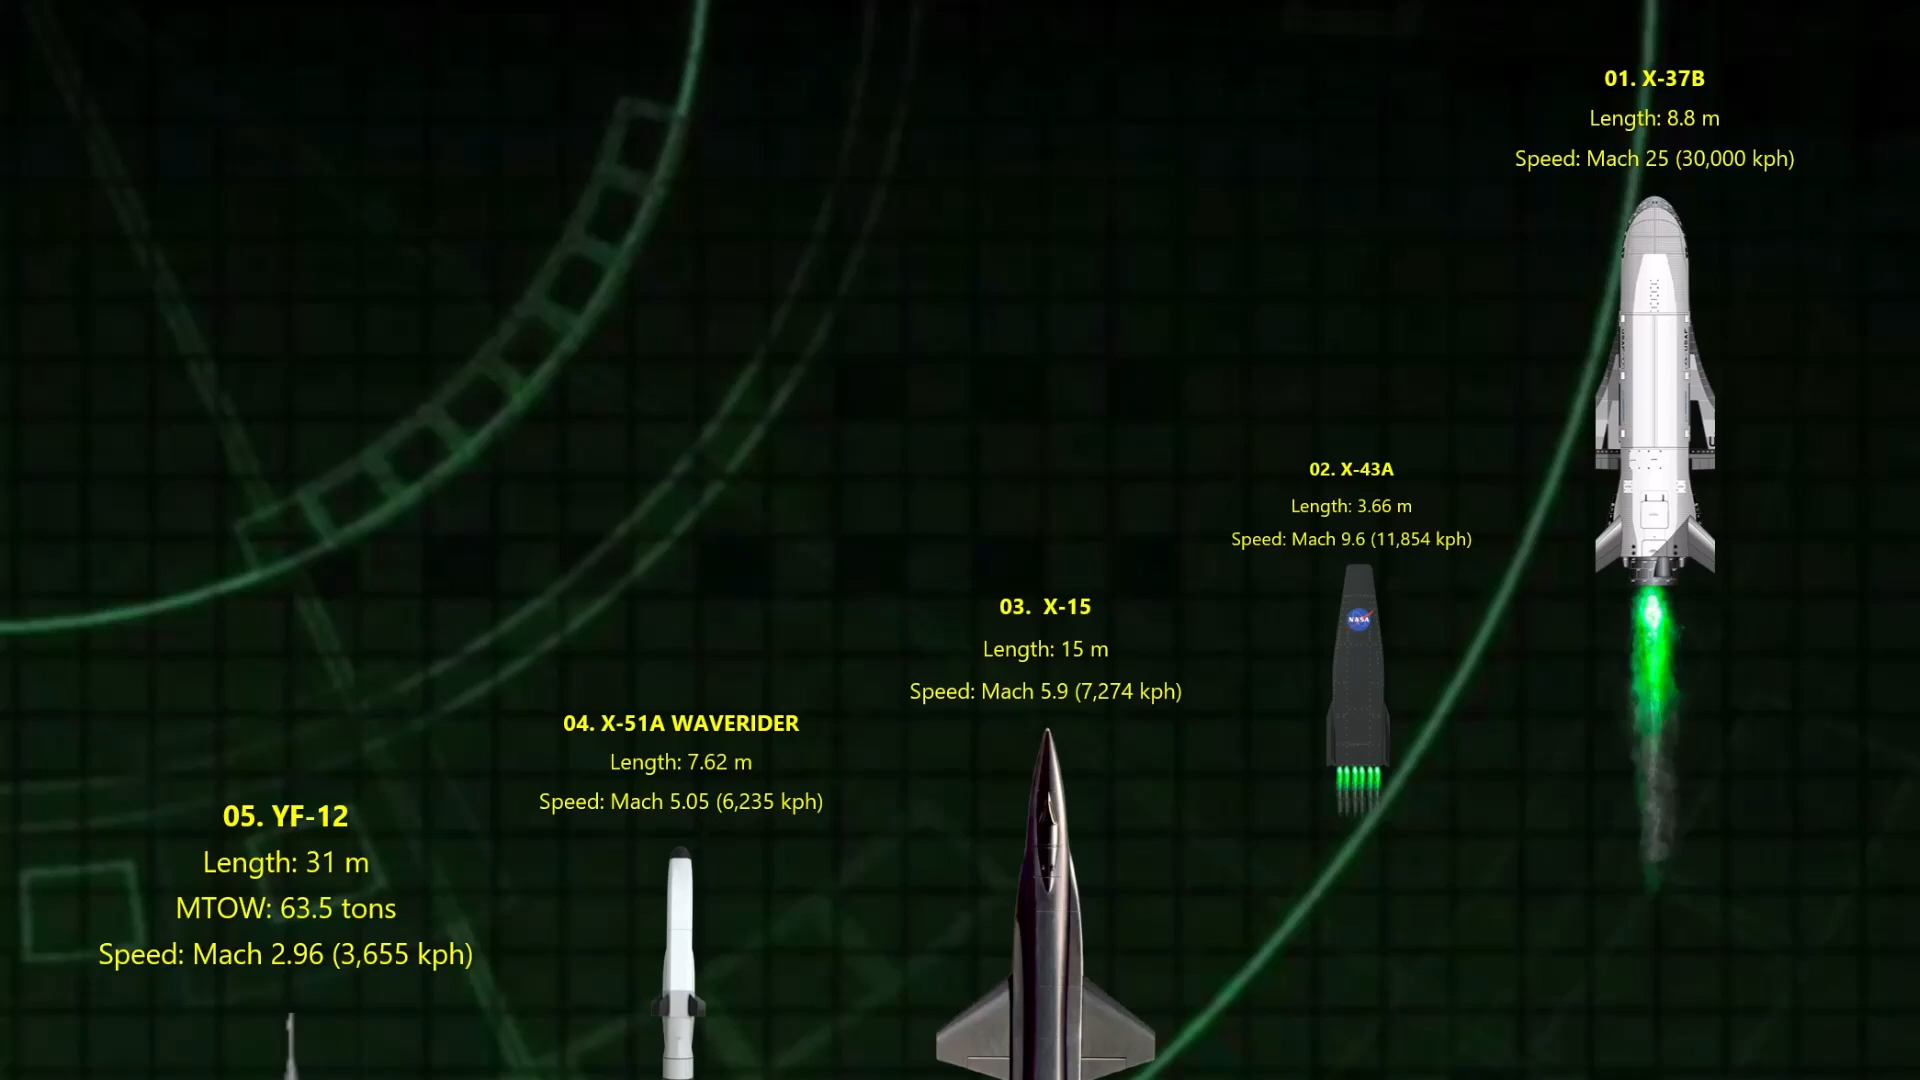 01. X-37B
Length: 8.8 m
Speed: Mach 25 (30,000 kph)
02. X-43A
Length: 3.66 m
Speed: Mach 9.6 (11,854 kph)
NASA
03. X-15
Length: 15 m
Speed: Mach 5.9 (7,274 kph)
04. X-51A WAVERIDER
Length: 7.62 m
Speed: Mach 5.05 (6,235 kph)
05. YF-12
Length: 31 m
MTOW: 63.5 tons
Speed: Mach 2.96 (3,655 kph)